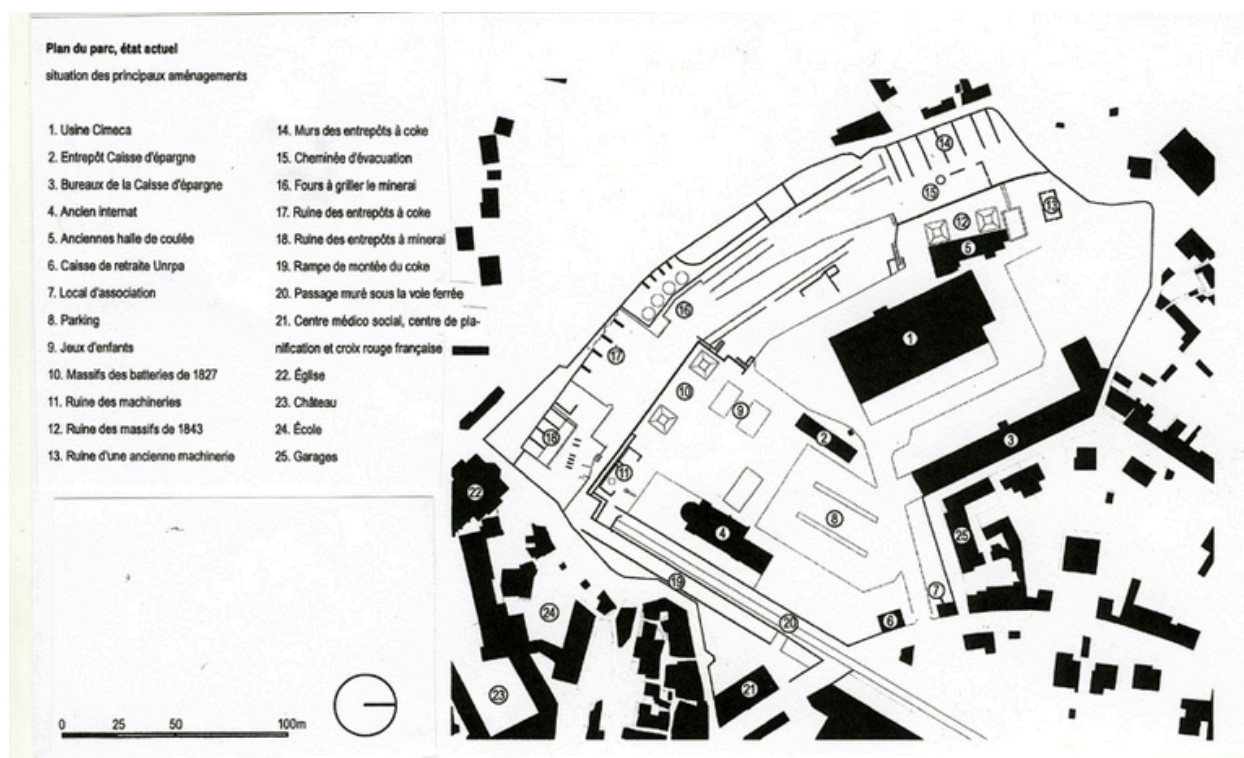 Plan du parc, état actuel
situation des principaux aménagements
1. Usine Cimeca
2. Entrepôt Caisse d'épargne
3. Bureaux de la Caisse d'épargne
4. Ancien internat
5. Anciennes halle de coulée
6. Caisse de retraite Unrpa
7. Local d'association
8. Parking
9. Jeux d'enfants
10. Massifs des batteries de 1827
11. Ruine des machineries
12. Ruine des massifs de 1843
13. Ruine d'une ancienne machinerie
14. Murs des entrepôts à coke
15. Cheminée d'évacuation
16. Fours à griller le minerai
17. Ruine des entrepôts à coke
18. Ruine des entrepôts à minerai
19. Rampe de montée du coke
20. Passage muré sous la voie ferrée
21. Centre médico social, centre de pla-
nification et croix rouge française
22. Église
23. Château
24. École
25. Garages
0 25 50 100m
14
15
12
13
5
16
1
17
10
9
2
3
18
11
22
8
4
25
19
7
24
20
6
23
21